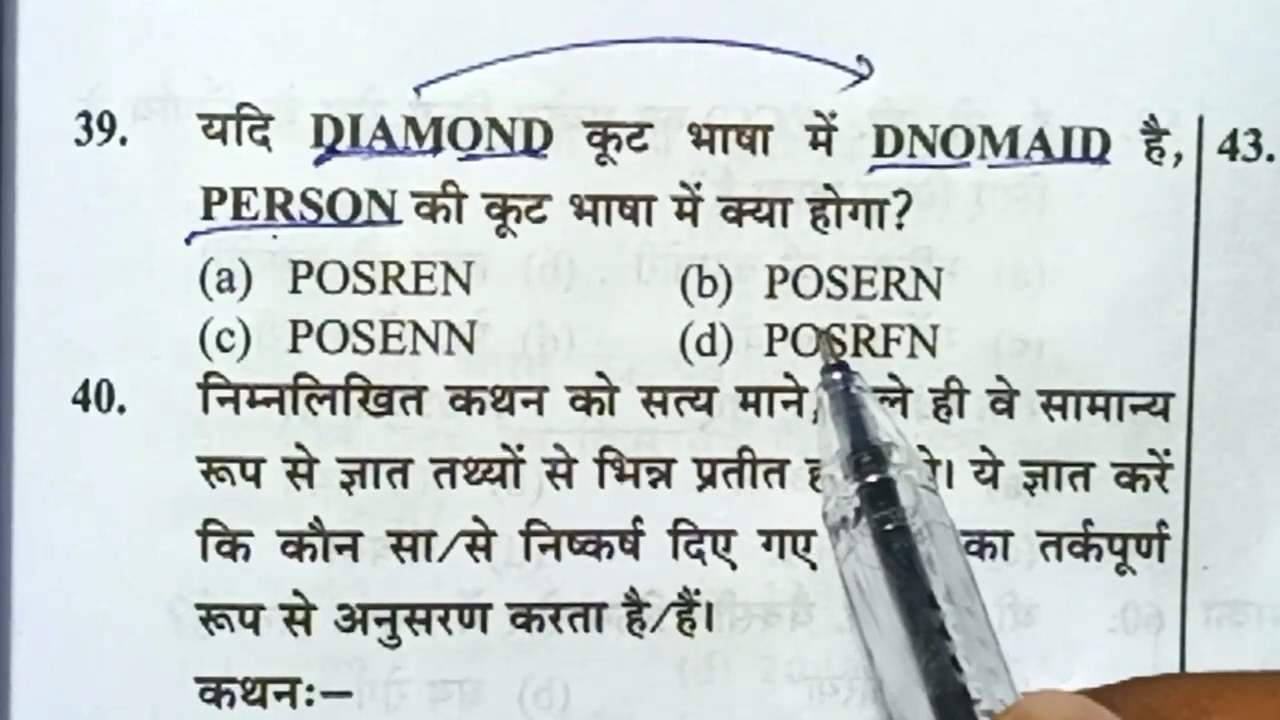 39. यदि DIAMOND कूट भाषा में DNOMAID है, 43.
PERSON की कूट भाषा में क्या होगा?
(a) POSREN (b) POSERN
(c) POSENN (d) POSRFN
40. निम्नलिखित कथन को सत्य माने, ही वे सामान्य
रूप से ज्ञात तथ्यों से भिन्न प्रतीत ये ज्ञात करें
कि कौन सा/से निष्कर्ष दिए गए का तर्कपूर्ण
रूप से अनुसरण करता है/हैं।
कथनः–